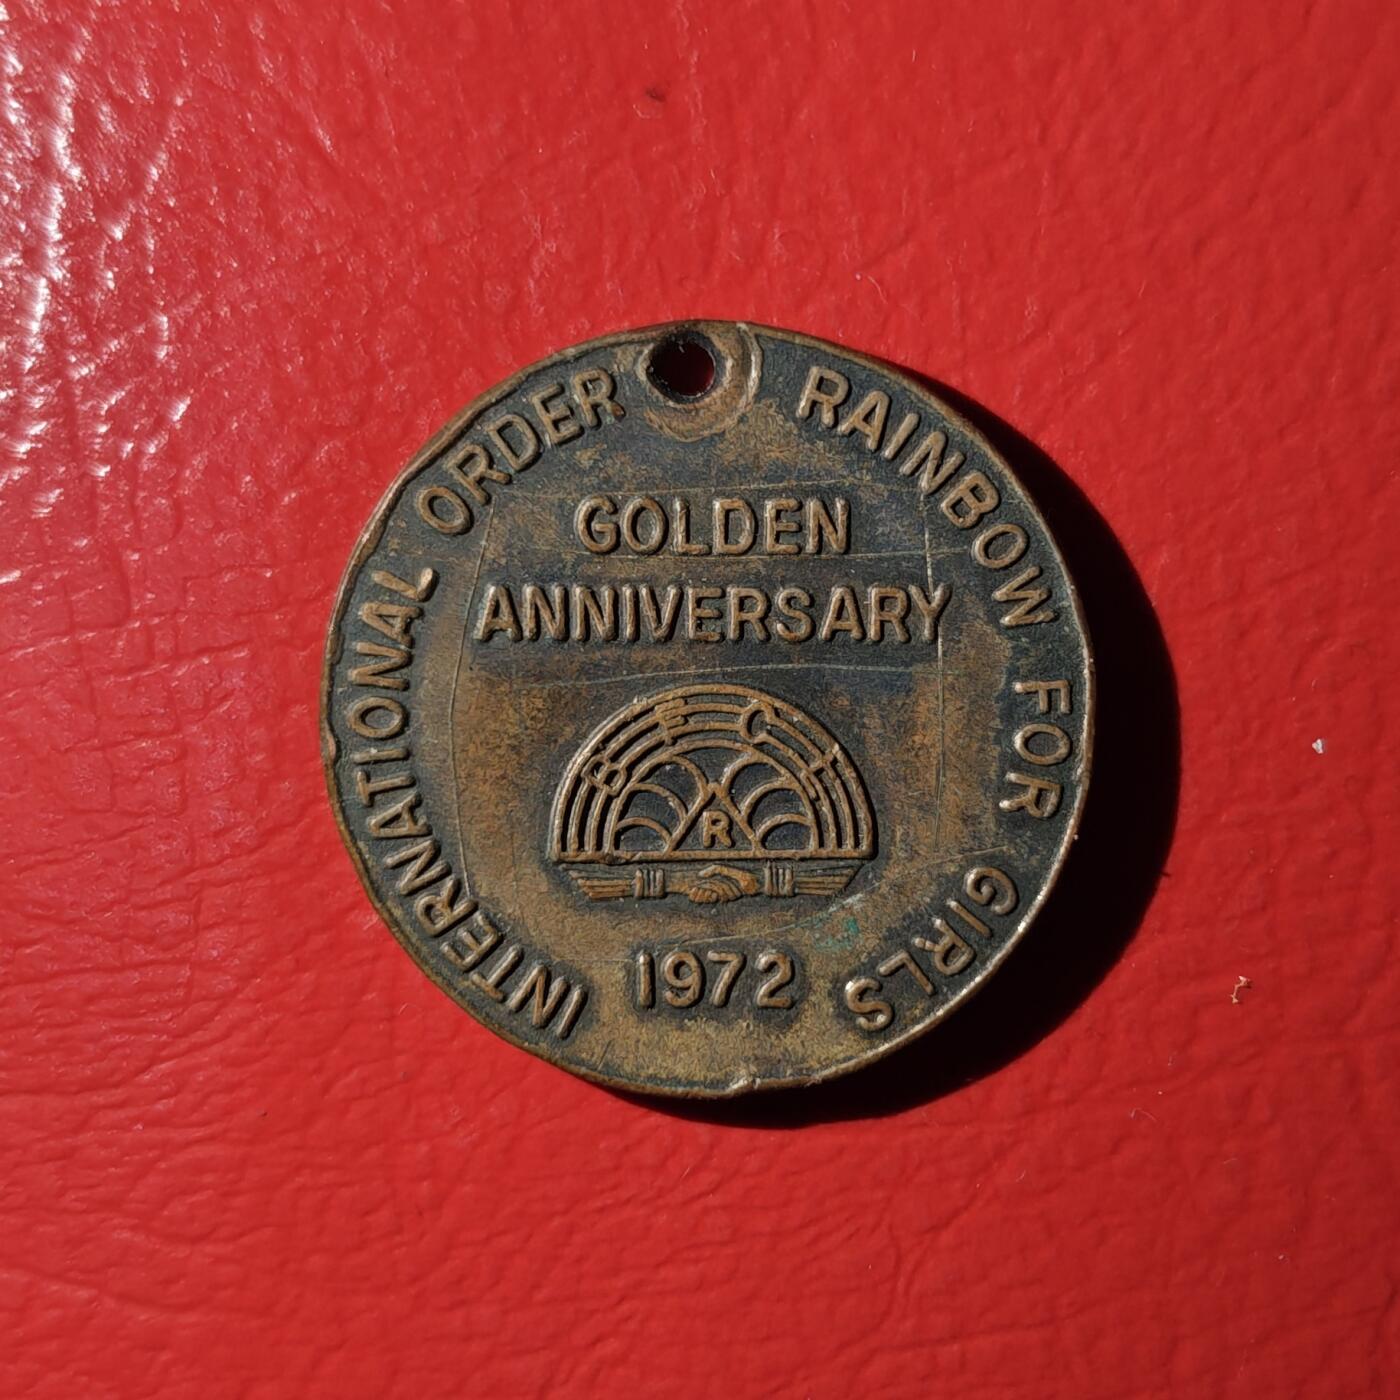 INTERNATIONAL ORDER RAINBOW FOR GIRLS
GOLDEN
ANNIVERSARY
R
1972